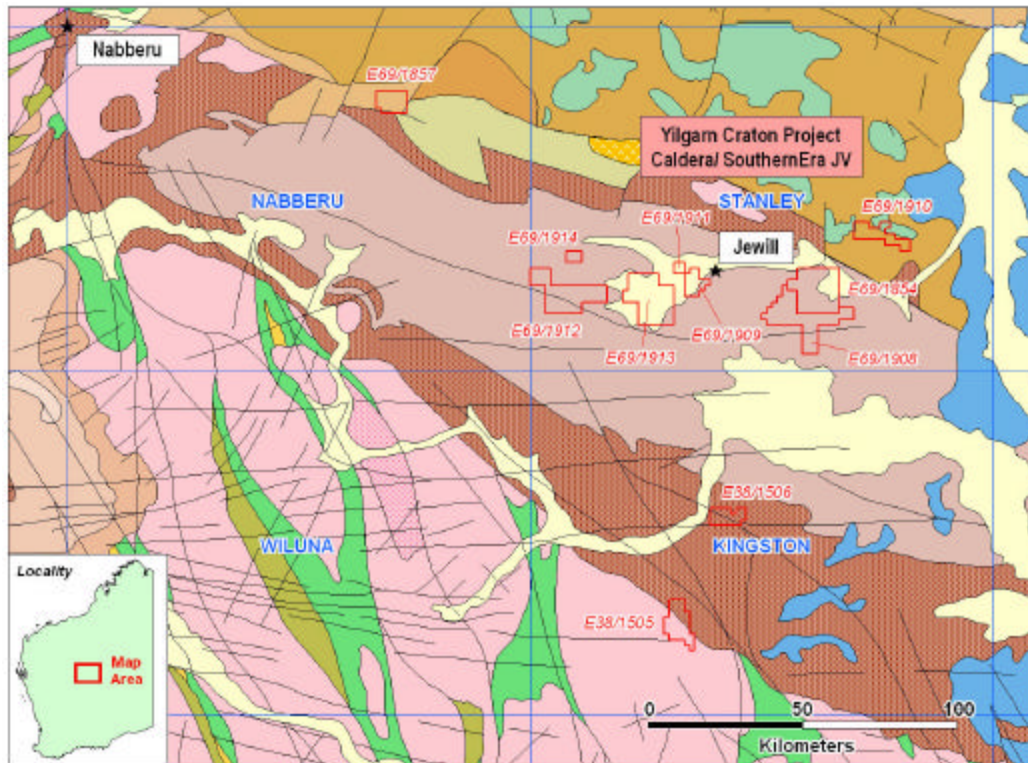 Nabberu
E69/1857
Yilgarn Craton Project
Caldera/ SouthernEra JV
NABBERU
STANLEY
E69/1911
E69/1910
E69/1914
Jewill
E69/1854
E69/1912
E69/1909
E69/1913
E69/1908
E38/1506
WILUNA
KINGSTON
Locality
E38/1505
Map
Area
0 50 100
Kilometers